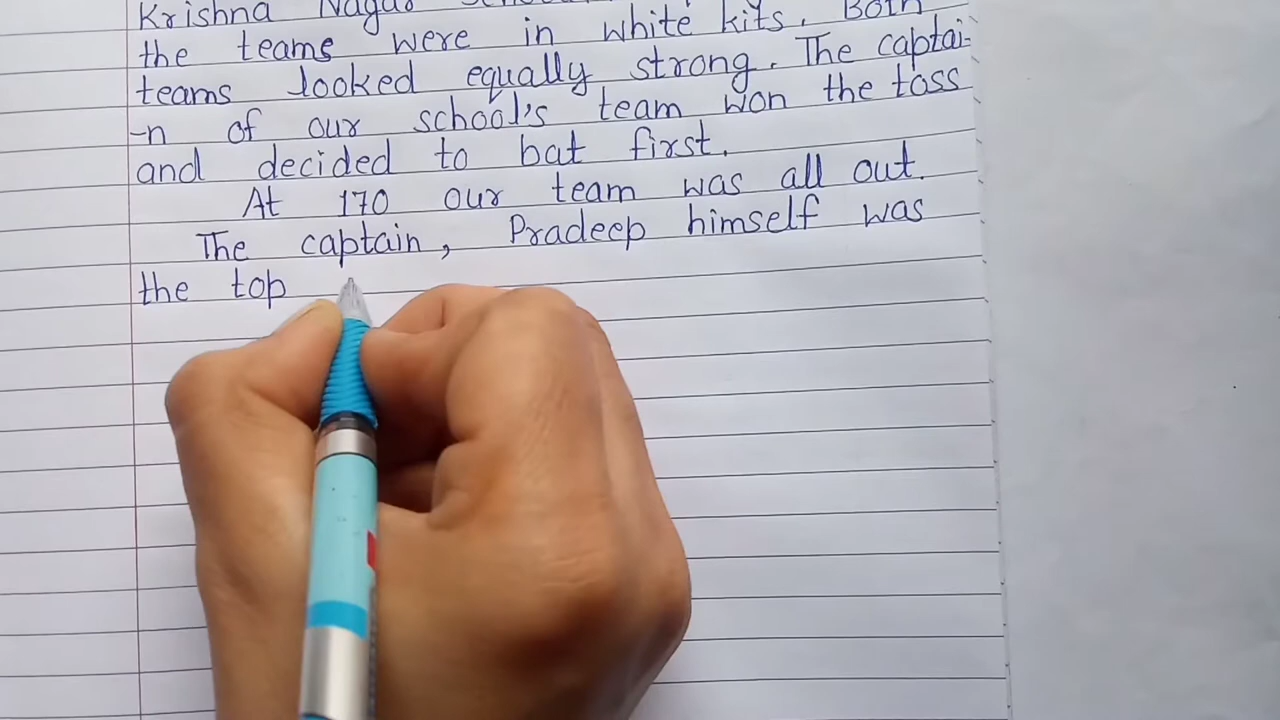 Krishna Nagar
the teams were in white kits. Both
teams looked equally strong. The captai-
-n of our school's team won the toss
and decided to bat first.
At 170 our team was all out.
The captain, Pradeep himself was
the top